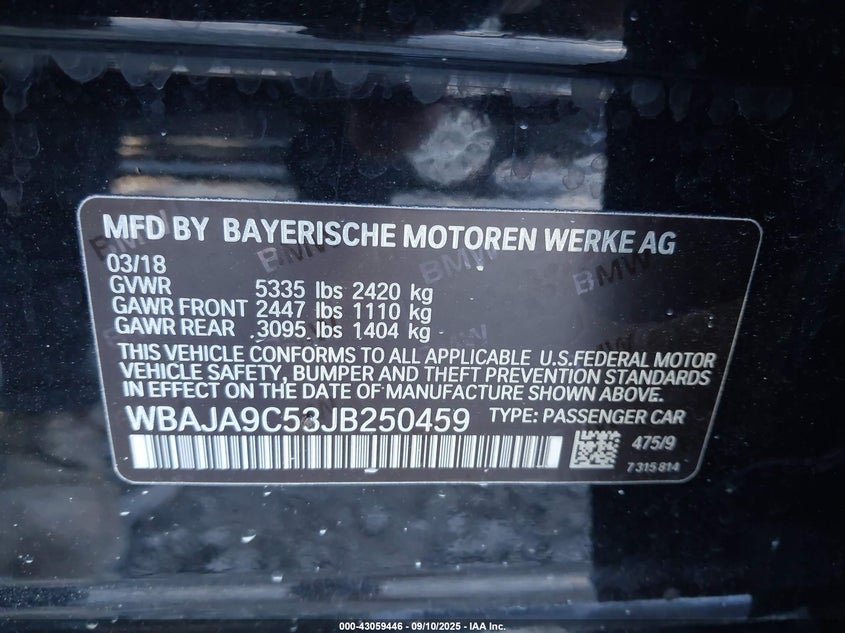 MFD BY BAYERISCHE MOTOREN WERKE AG
03/18
GVWR 5335 lbs 2420 kg
GAWR FRONT 2447 lbs 1110 kg
GAWR REAR 3095 lbs 1404 kg
THIS VEHICLE CONFORMS TO ALL APPLICABLE U.S.FEDERAL MOTOR
VEHICLE SAFETY, BUMPER AND THEFT PREVENTION STANDARDS
IN EFFECT ON THE DATE OF MANUFACTURE SHOWN ABOVE.
WBAJA9C53JB250459 TYPE: PASSENGER CAR
475/9
7 315 814
BMW
BMW
BMW
000-43059446 - 09/10/2025 - IAA Inc.